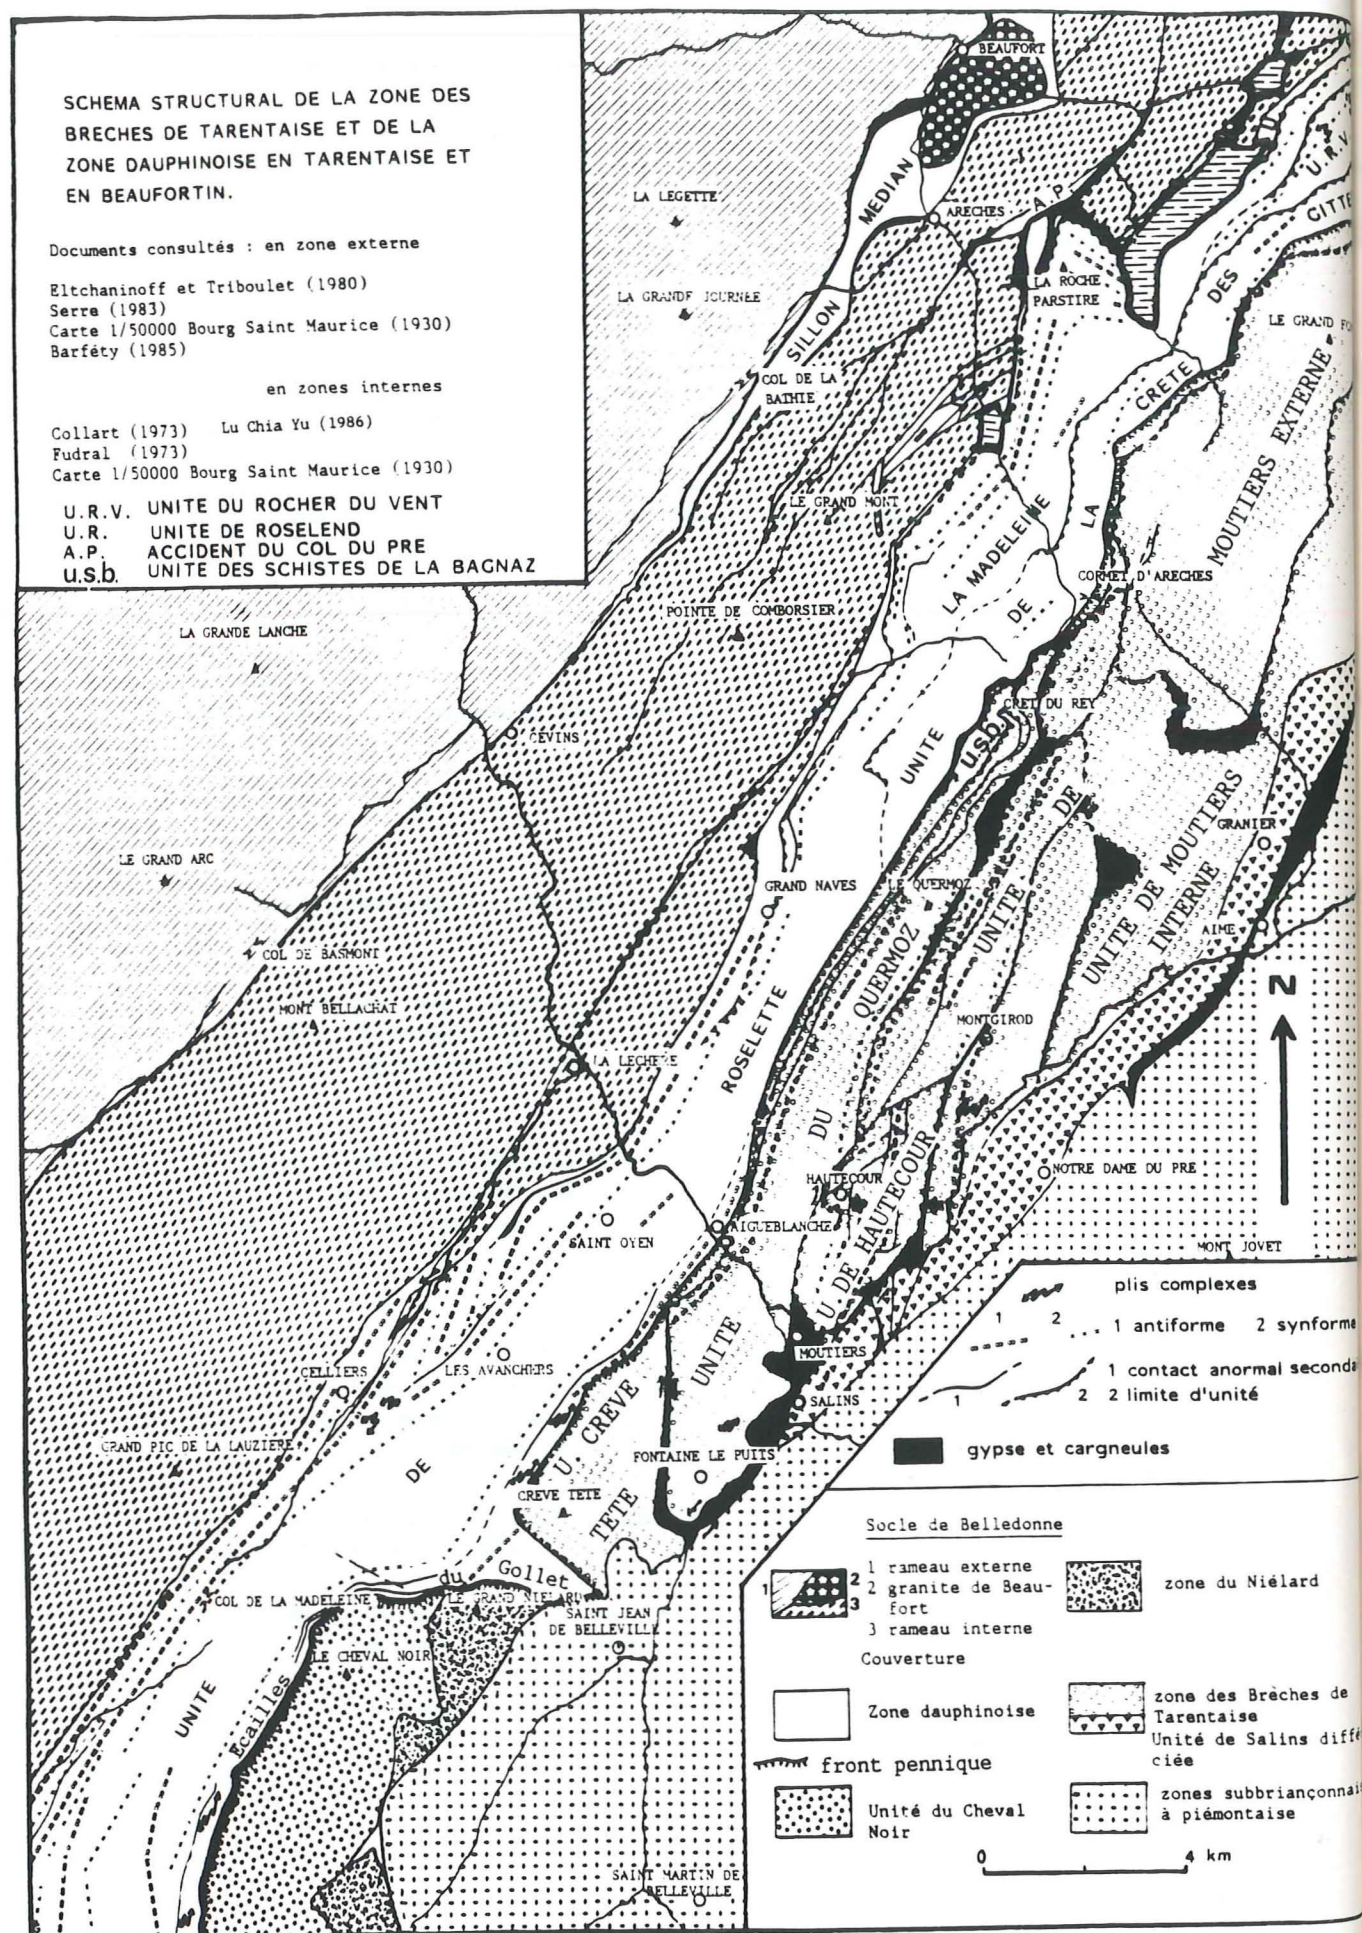 SCHEMA STRUCTURAL DE LA ZONE DES
BRECHES DE TARENTAISE ET DE LA
ZONE DAUPHINOISE EN TARENTAISE ET
EN BEAUFORTIN.
Documents consultés : en zone externe
Eltchaninoff et Triboulet (1980)
Serre (1983)
Carte 1/50000 Bourg Saint Maurice (1930)
Barféty (1985)
en zones internes
Collart (1973) Lu Chia Yu (1986)
Fudral (1973)
Carte 1/50000 Bourg Saint Maurice (1930)
U.R.V. UNITE DU ROCHER DU VENT
U.R. UNITE DE ROSELEND
A.P. ACCIDENT DU COL DU PRE
u.s.b. UNITE DES SCHISTES DE LA BAGNAZ
BEAUFORT
MEDIAN
SILLON
LA LEGETTE
ARECHES
A.P.
U.R.V
GITTE
LA GRANDE JOURNEE
LA ROCHE
PARSTIRE
DES
CRETE
LA
DE
UNITE
LE GRAND FO
MOUTIERS EXTERNE
COL DE LA
BATHIE
LE GRAND MONT
LA MADELEINE
CORMET D'ARECHES
POINTE DE COMBORSIER
LA GRANDE LANCHE
CRET DU REY
u.s.b.
CEVINS
LE GRAND ARC
GRAND NAVES
LE QUERMOZ
GRANIER
AIME
UNITE DE MOUTIERS
INTERNE
UNITE DE
QUERMOZ
DU
COL DE BASMONT
MONT BELLACHAT
MONTGIROD
N
LA LECHERE
ROSELETTE
NOTRE DAME DU PRE
HAUTECOUR
U DE HAUTECOUR
AIGUEBLANCHE
SAINT OYEN
MONT JOVET
UNITE
MOUTIERS
SALINS
CELLIERS
LES AVANCHERS
U. CREVE
TETE
GRAND PIC DE LA LAUZIERE
DE
FONTAINE LE PUITS
CREVE TETE
du Gollet
COL DE LA MADELEINE
LE GRAND NIELARD
SAINT JEAN
DE BELLEVILLE
LE CHEVAL NOIR
UNITE
Ecailles
SAINT MARTIN DE
BELLEVILLE
plis complexes
1 2 1 antiforme 2 synforme
1 contact anormal seconda
1 2 2 limite d'unité
gypse et cargneules
Socle de Belledonne
1 2 3
1 rameau externe
2 granite de Beau-
fort
3 rameau interne
zone du Niélard
Couverture
Zone dauphinoise
zone des Brèches de
Tarentaise
Unité de Salins diffé
ciée
front pennique
Unité du Cheval
Noir
zones subbriançonnai
à piémontaise
0 4 km